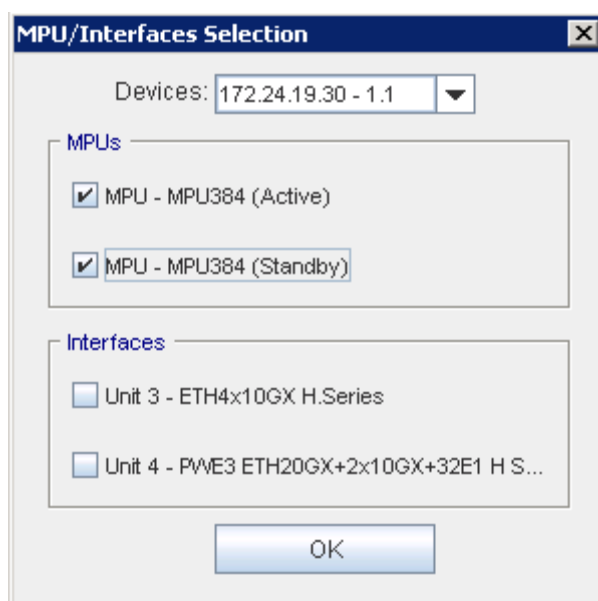 MPU/Interfaces Selection
Devices: 172.24.19.30 - 1.1
MPUs
MPU - MPU384 (Active)
MPU - MPU384 (Standby)
Interfaces
Unit 3 - ETH4x10GX H.Series
Unit 4 - PWE3 ETH20GX+2x10GX+32E1 H S...
OK